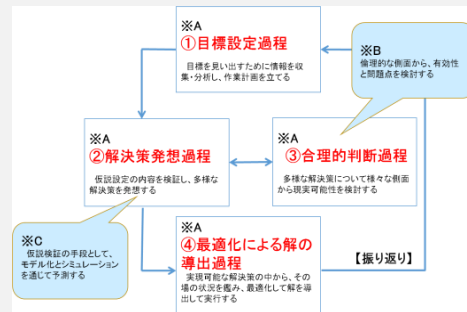 ※A
①目標設定過程
目標を見い出すために情報を収
集・分析し、作業計画を立てる
※B
倫理的な側面から、有効性
と問題点を検討する
※A
②解決策発想過程
仮説設定の内容を検証し、多様な
解決策を発想する
※A
③合理的判断過程
多様な解決策について様々な側面
から現実可能性を検討する
※C
仮説検証の手段として、
モデル化とシミュレーション
を通じて予測する
※A
④最適化による解の
導出過程
実現可能な解決策の中から、その
場の状況を鑑み、最適化して解を導
出して実行する
【振り返り】